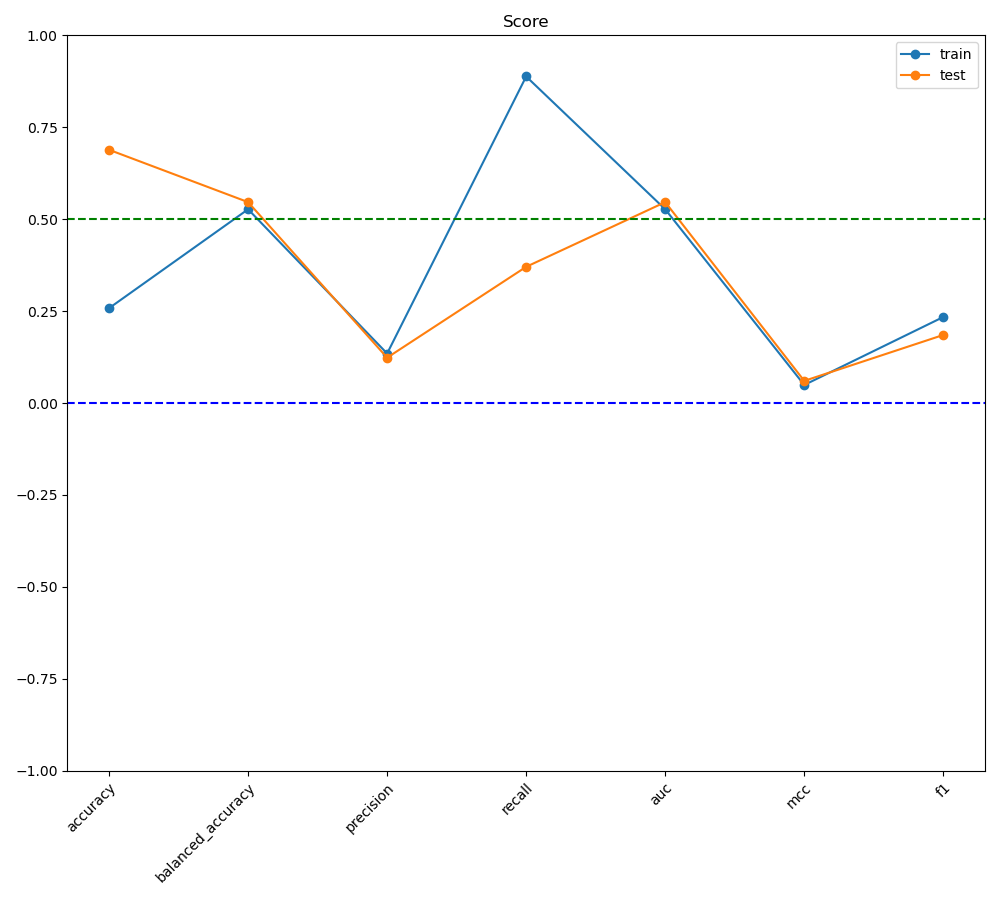 Score
train
test
1.00
0.75
0.50
0.25
0.00
−0.25
−0.50
−0.75
−1.00
accuracy
balanced_accuracy
precision
recall
auc
mcc
f1